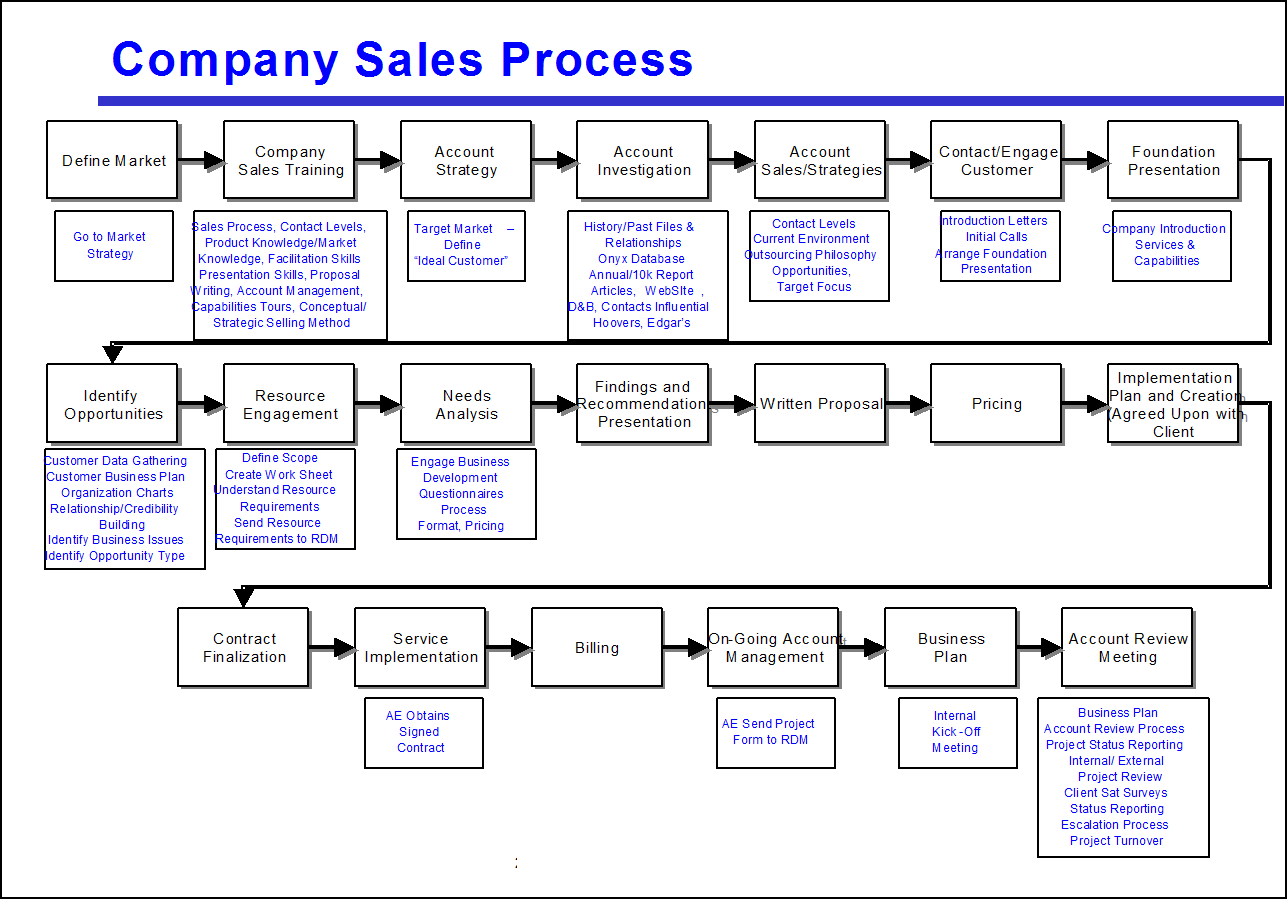 Company Sales Process
Define Market
Company
Sales Training
Account
Strategy
Account
Investigation
Account
Sales/Strategies
Contact/Engage
Customer
Foundation
Presentation
Go to Market
Strategy
Sales Process, Contact Levels,
Product Knowledge/Market
Knowledge, Facilitation Skills
Presentation Skills, Proposal
Writing, Account Management,
Capabilities Tours, Conceptual/
Strategic Selling Method
Target Market –
Define
“Ideal Customer”
History/Past Files &
Relationships
Onyx Database
Annual/10k Report
Articles, WebSIte ,
D&B, Contacts Influential
Hoovers, Edgar’s
Contact Levels
Current Environment
Outsourcing Philosophy
Opportunities,
Target Focus
Introduction Letters
Initial Calls
Arrange Foundation
Presentation
Company Introduction
Services &
Capabilities
Identify
Opportunities
Resource
Engagement
Needs
Analysis
Findings and
Recommendations
Presentation
Written Proposal
Pricing
Implementation
Plan and Creation
(Agreed Upon with
Client
Customer Data Gathering
Customer Business Plan
Organization Charts
Relationship/Credibility
Building
Identify Business Issues
Identify Opportunity Type
Define Scope
Create Work Sheet
Understand Resource
Requirements
Send Resource
Requirements to RDM
Engage Business
Development
Questionnaires
Process
Format, Pricing
Contract
Finalization
Service
Implementation
Billing
On-Going Account
Management
Business
Plan
Account Review
Meeting
AE Obtains
Signed
Contract
AE Send Project
Form to RDM
Internal
Kick-Off
Meeting
Business Plan
Account Review Process
Project Status Reporting
Internal/ External
Project Review
Client Sat Surveys
Status Reporting
Escalation Process
Project Turnover